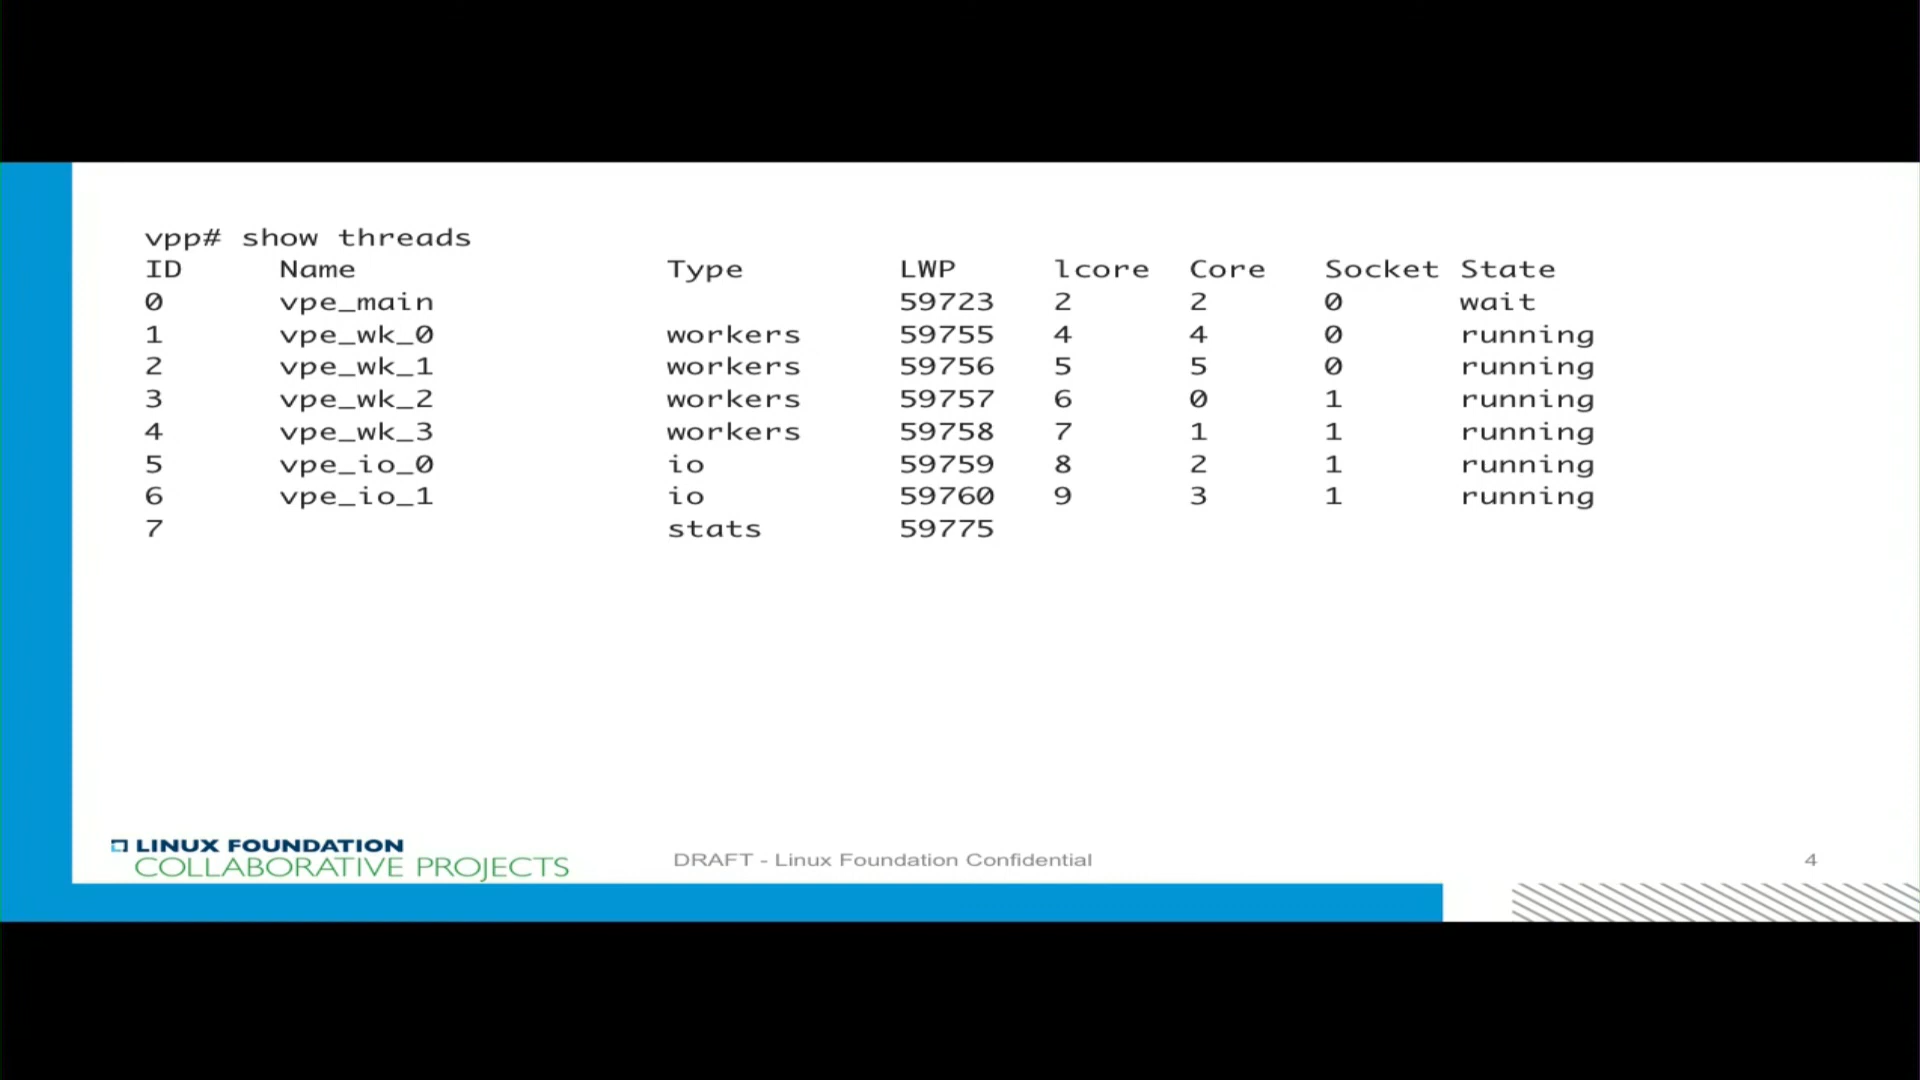 vpp# show threads
ID Name Type LWP lcore Core Socket State
0 vpe_main 59723 2 2 0 wait
1 vpe_wk_0 workers 59755 4 4 0 running
2 vpe_wk_1 workers 59756 5 5 0 running
3 vpe_wk_2 workers 59757 6 0 1 running
4 vpe_wk_3 workers 59758 7 1 1 running
5 vpe_io_0 io 59759 8 2 1 running
6 vpe_io_1 io 59760 9 3 1 running
7 stats 59775
LINUX FOUNDATION
COLLABORATIVE PROJECTS
DRAFT - Linux Foundation Confidential
4